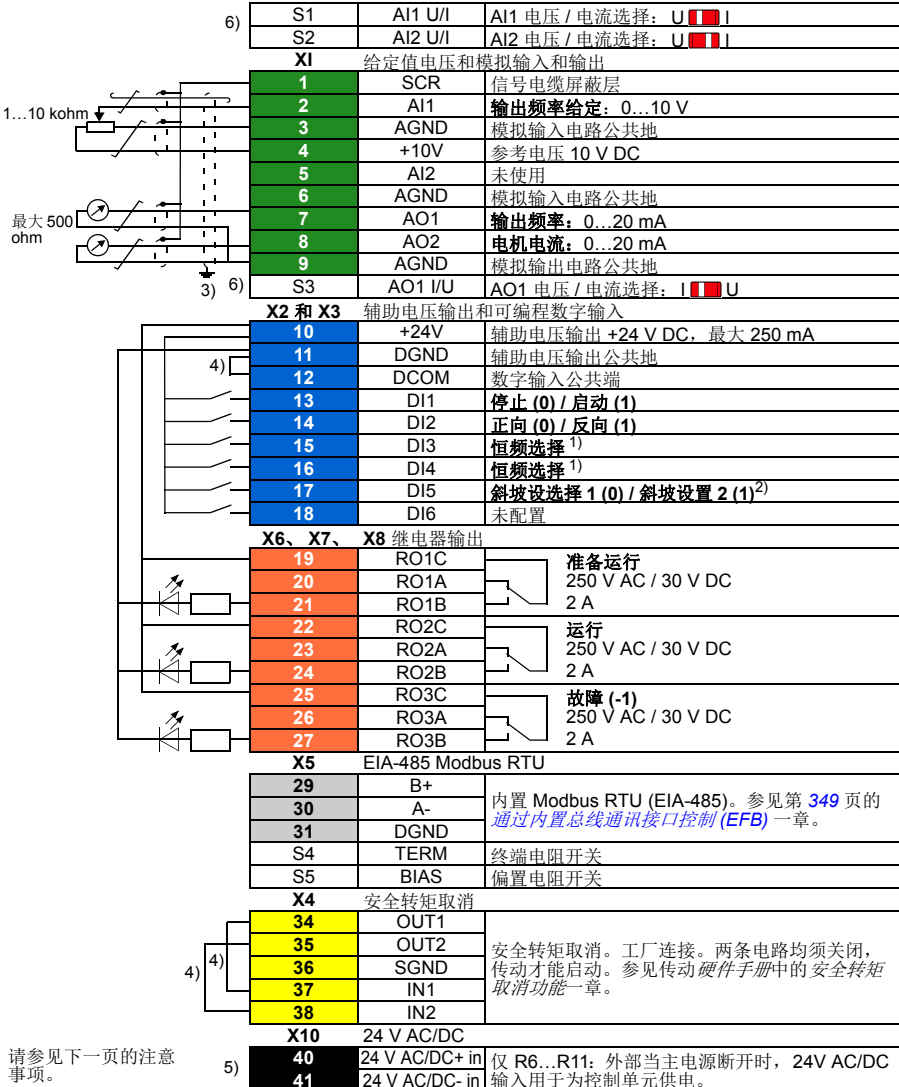 6) S1 AI1 U/I AI1 电压 / 电流选择： U I
S2 AI2 U/I AI2 电压 / 电流选择： U I
XI 给定值电压和模拟输入和输出
1 SCR 信号电缆屏蔽层
1…10 kohm 2 AI1 输出频率给定：0…10 V
3 AGND 模拟输入电路公共地
4 +10V 参考电压 10 V DC
5 AI2 未使用
6 AGND 模拟输入电路公共地
最大 500 ohm 7 AO1 输出频率：0…20 mA
8 AO2 电机电流：0…20 mA
9 AGND 模拟输出电路公共地
3) 6) S3 AO1 I/U AO1 电压 / 电流选择： I U
X2 和 X3 辅助电压输出和可编程数字输入
10 +24V 辅助电压输出 +24 V DC，最大 250 mA
11 DGND 辅助电压输出公共地
4) 12 DCOM 数字输入公共端
13 DI1 停止 (0) / 启动 (1)
14 DI2 正向 (0) / 反向 (1)
15 DI3 恒频选择 1)
16 DI4 恒频选择 1)
17 DI5 斜坡设选择 1 (0) / 斜坡设置 2 (1)2)
18 DI6 未配置
X6、 X7、 X8 继电器输出
19 RO1C 准备运行
20 RO1A 250 V AC / 30 V DC
21 RO1B 2 A
22 RO2C 运行
23 RO2A 250 V AC / 30 V DC
24 RO2B 2 A
25 RO3C 故障 (-1)
26 RO3A 250 V AC / 30 V DC
27 RO3B 2 A
X5 EIA-485 Modbus RTU
29 B+ 内置 Modbus RTU (EIA-485)。参见第 349 页的
30 A- 通过内置总线通讯接口控制 (EFB) 一章。
31 DGND
S4 TERM 终端电阻开关
S5 BIAS 偏置电阻开关
X4 安全转矩取消
34 OUT1
35 OUT2 安全转矩取消。工厂连接。两条电路均须关闭，
4) 4) 36 SGND 传动才能启动。参见传动硬件手册中的安全转矩
37 IN1 取消功能一章。
38 IN2
X10 24 V AC/DC
请参见下一页的注意
事项。
5) 40 24 V AC/DC+ in 仅 R6…R11：外部当主电源断开时，24V AC/DC
41 24 V AC/DC- in 输入用于为控制单元供电。